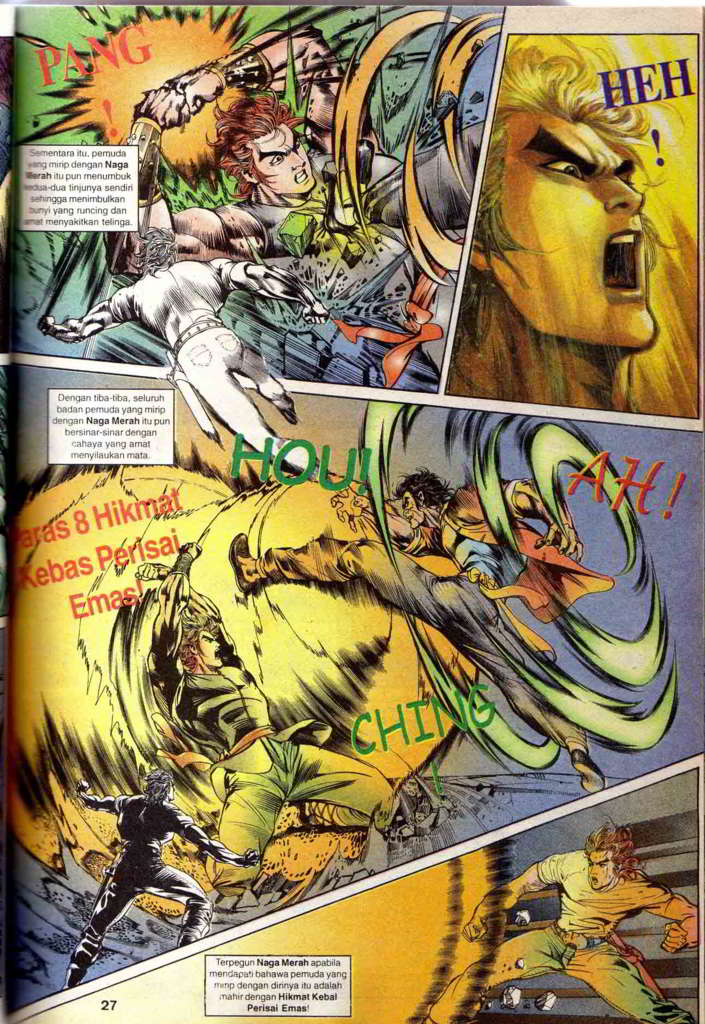 PANG
!
Sementara itu, pemuda
yang mirip dengan Naga
Merah itu pun menumbuk
kedua-dua tinjunya sendiri
sehingga menimbulkan
bunyi yang runcing dan
amat menyakitkan telinga.
HEH
!
Dengan tiba-tiba, seluruh
badan pemuda yang mirip
dengan Naga Merah itu pun
bersinar-sinar dengan
cahaya yang amat
menyilaukan mata.
HOU!
AH!
Paras 8 Hikmat
Kebas Perisai
Emas!
CHING
!
Terpegun Naga Merah apabila
mendapati bahawa pemuda yang
mirip dengan dirinya itu adalah
mahir dengan Hikmat Kebal
Perisai Emas!
27